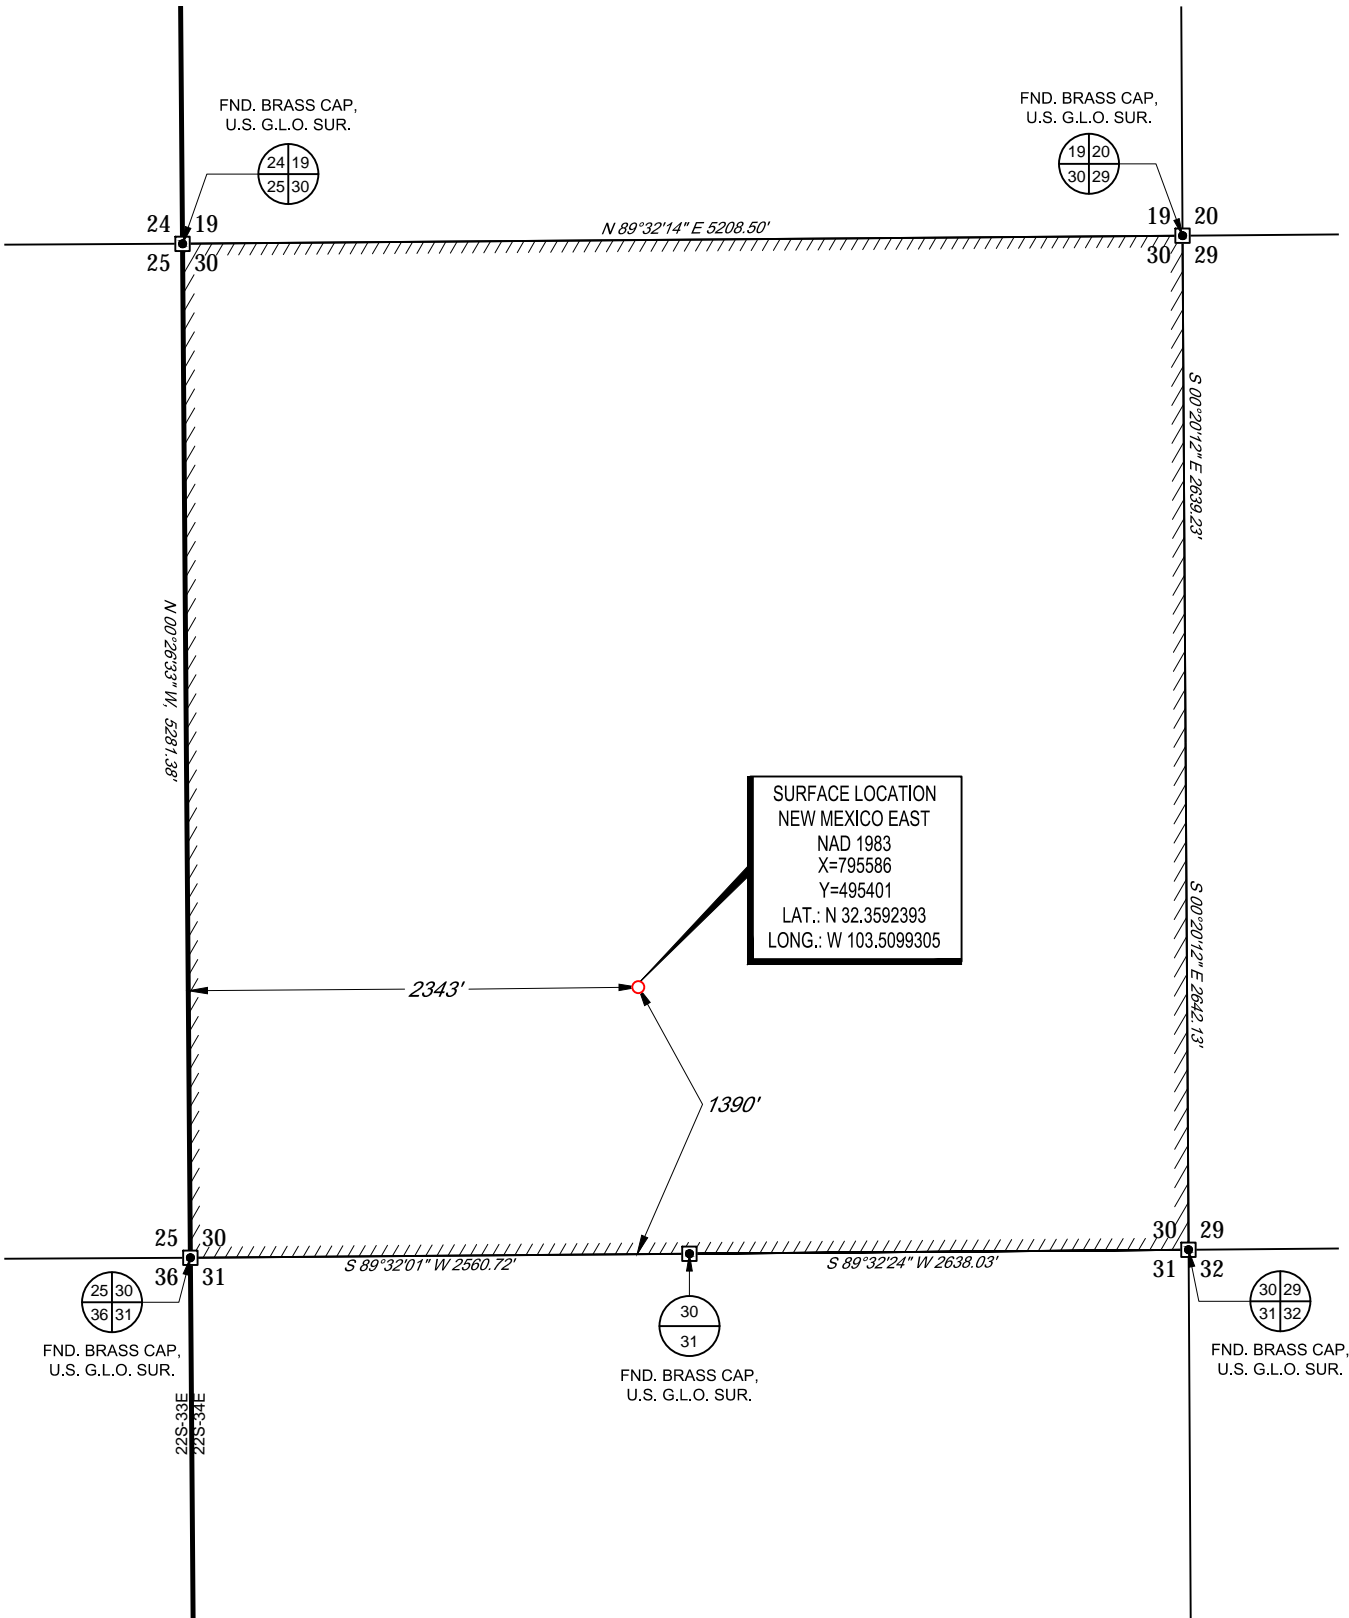 FND. BRASS CAP,
U.S. G.L.O. SUR.
24 19
25 30
FND. BRASS CAP,
U.S. G.L.O. SUR.
19 20
30 29
24 19
25 30
N 89°32'14" E 5208.50'
19 20
30 29
S 00°20'12" E 2639.23'
N 00°26'33" W, 5281.38'
SURFACE LOCATION
NEW MEXICO EAST
NAD 1983
X=795586
Y=495401
LAT.: N 32.3592393
LONG.: W 103.5099305
S 00°20'12" E 2642.13'
2343'
1390'
25 30
36 31
S 89°32'01" W 2560.72'
S 89°32'24" W 2638.03'
30 29
31 32
25 30
36 31
FND. BRASS CAP,
U.S. G.L.O. SUR.
30
31
FND. BRASS CAP,
U.S. G.L.O. SUR.
30 29
31 32
FND. BRASS CAP,
U.S. G.L.O. SUR.
22S-33E
22S-34E